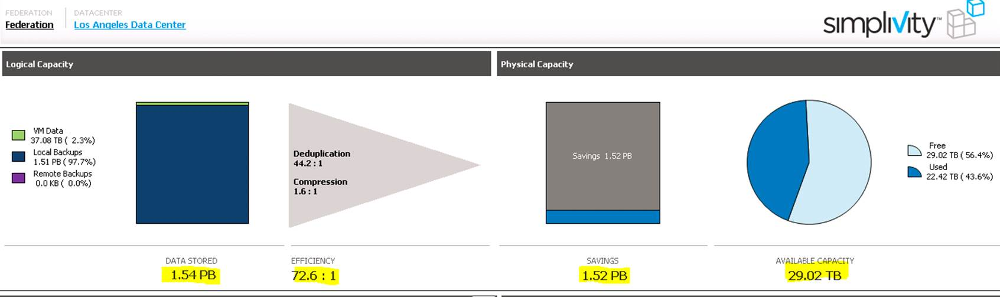 FEDERATION
Federation
DATACENTER
Los Angeles Data Center
simplivity™
Logical Capacity
VM Data
37.08 TB ( 2.3%)
Local Backups
1.51 PB ( 97.7%)
Remote Backups
0.0 KB ( 0.0%)
Deduplication
44.2 : 1
Compression
1.6 : 1
DATA STORED
1.54 PB
EFFICIENCY
72.6 : 1
Physical Capacity
Savings 1.52 PB
Free
29.02 TB ( 56.4%)
Used
22.42 TB ( 43.6%)
SAVINGS
1.52 PB
AVAILABLE CAPACITY
29.02 TB